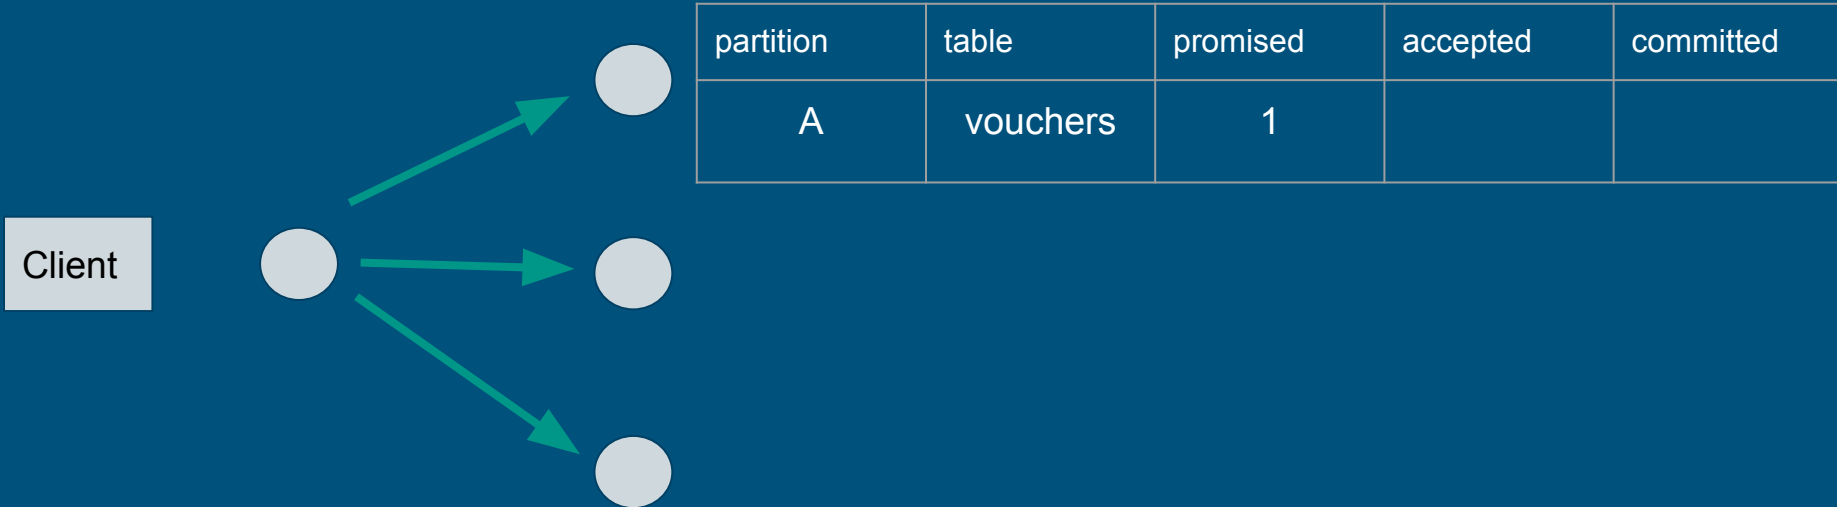 partition table promised accepted committed
A vouchers 1
Client